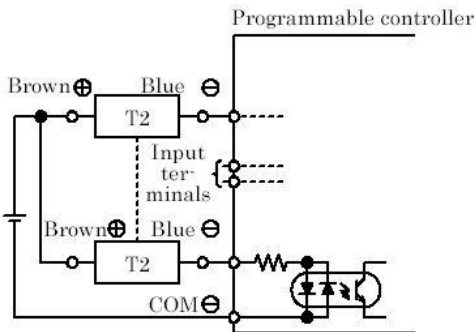 Programmable controller
Brown ⊕ Blue ⊖
T2
Input
ter-
minals
Brown ⊕ Blue ⊖
T2
COM ⊖